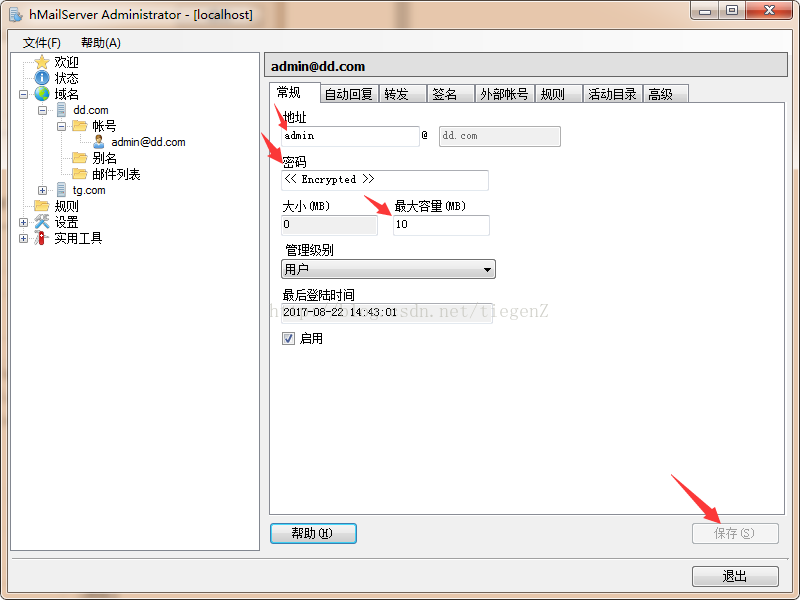 hMailServer Administrator - [localhost]
文件(F) 帮助(A)
欢迎
状态
域名
dd.com
帐号
admin@dd.com
别名
邮件列表
tg.com
规则
设置
实用工具
admin@dd.com
常规 自动回复 转发 签名 外部帐号 规则 活动目录 高级
地址
admin @ dd.com
密码
<< Encrypted >>
大小(MB) 最大容量(MB)
0 10
管理级别
用户
最后登陆时间
2017-08-22 14:43:01
启用
帮助(H) 保存(S)
退出